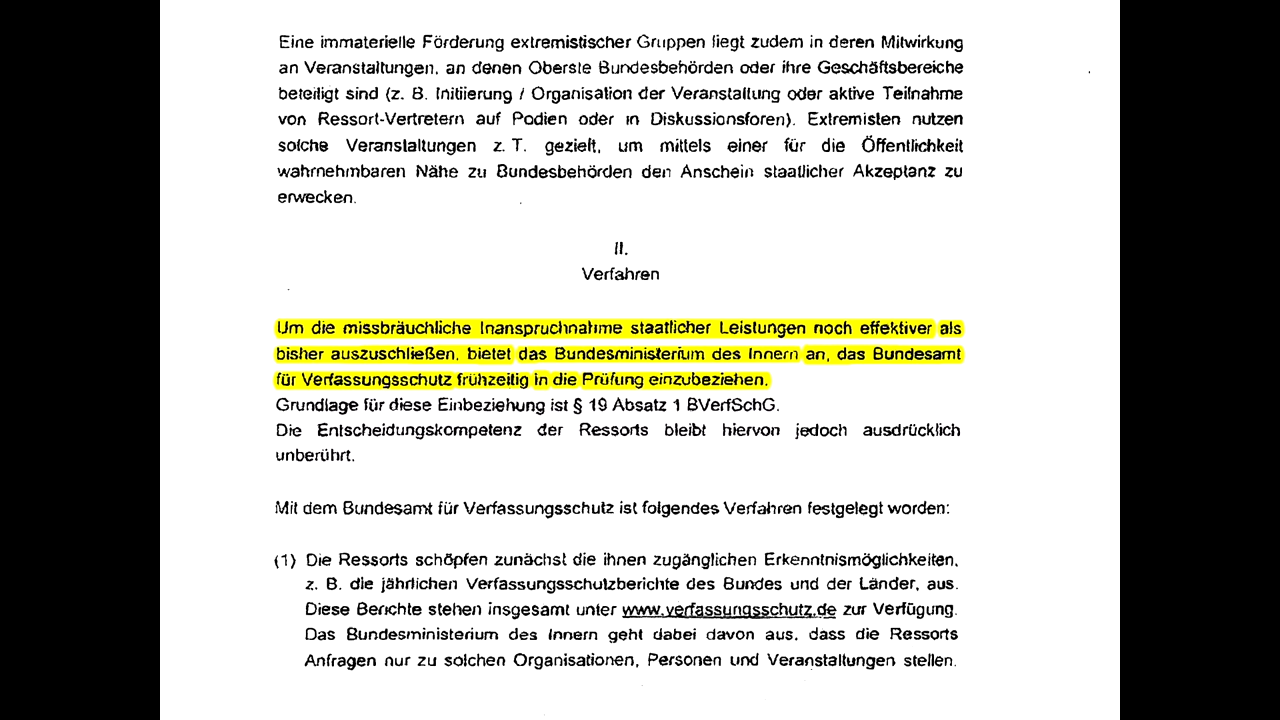 Eine immaterielle Förderung extremistischer Gruppen liegt zudem in deren Mitwirkung
an Veranstaltungen, an denen Oberste Bundesbehörden oder ihre Geschäftsbereiche
beteiligt sind (z. B. Initiierung / Organisation der Veranstaltung oder aktive Teilnahme
von Ressort-Vertretern auf Podien oder in Diskussionsforen). Extremisten nutzen
solche Veranstaltungen z. T. gezielt, um mittels einer für die Öffentlichkeit
wahrnehmbaren Nähe zu Bundesbehörden den Anschein staatlicher Akzeptanz zu
erwecken.
II.
Verfahren
Um die missbräuchliche Inanspruchnahme staatlicher Leistungen noch effektiver als
bisher auszuschließen, bietet das Bundesministerium des Innern an, das Bundesamt
für Verfassungsschutz frühzeitig in die Prüfung einzubeziehen.
Grundlage für diese Einbeziehung ist § 19 Absatz 1 BVerfSchG.
Die Entscheidungskompetenz der Ressorts bleibt hiervon jedoch ausdrücklich
unberührt.
Mit dem Bundesamt für Verfassungsschutz ist folgendes Verfahren festgelegt worden:
(1) Die Ressorts schöpfen zunächst die ihnen zugänglichen Erkenntnismöglichkeiten,
z. B. die jährlichen Verfassungsschutzberichte des Bundes und der Länder, aus.
Diese Berichte stehen insgesamt unter www.verfassungsschutz.de zur Verfügung.
Das Bundesministerium des Innern geht dabei davon aus, dass die Ressorts
Anfragen nur zu solchen Organisationen, Personen und Veranstaltungen stellen.